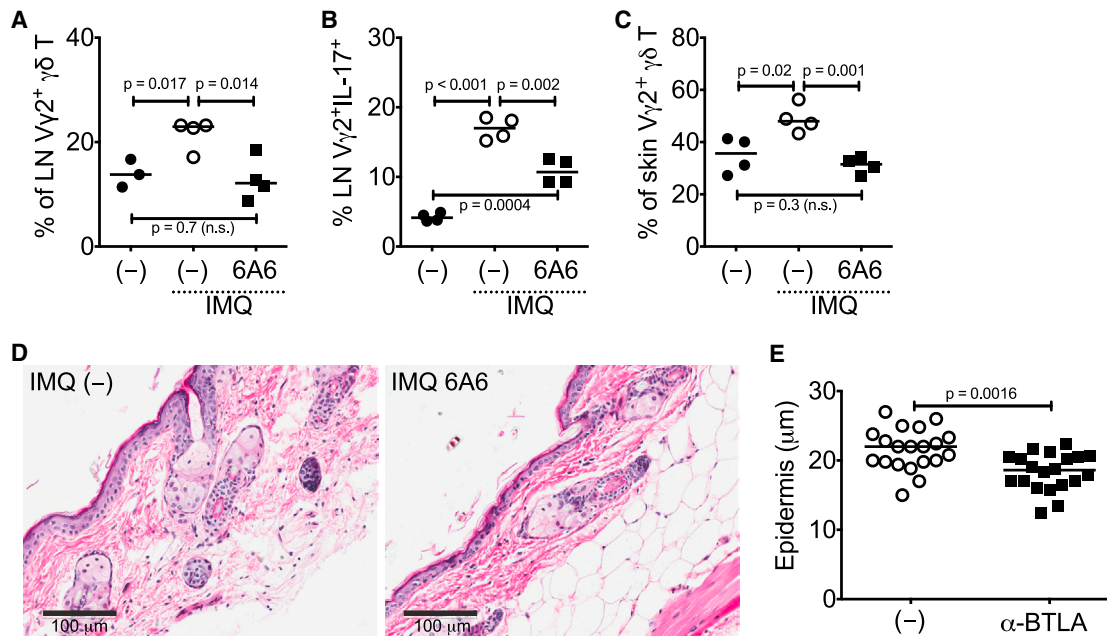 A
% of LN Vγ2⁺ γδ T
40
20
0
p = 0.017
p = 0.014
p = 0.7 (n.s.)
(−)
(−)
6A6
IMQ
B
% LN Vγ2⁺IL-17⁺
30
20
10
0
p < 0.001
p = 0.002
p = 0.0004
(−)
(−)
6A6
IMQ
C
% of skin Vγ2⁺ γδ T
80
60
40
20
0
p = 0.02
p = 0.001
p = 0.3 (n.s.)
(−)
(−)
6A6
IMQ
D
IMQ (−)
100 μm
IMQ 6A6
100 μm
E
Epidermis (μm)
30
20
10
0
p = 0.0016
(−)
α-BTLA